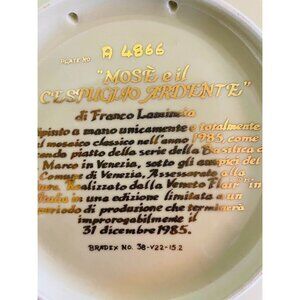 PLATE NO A 4866
"MOSÈ e il
CESPUGLIO ARDENTE"
di Franco Lamincia
dipinto a mano unicamente e totalmente
mosaico classico nell'anno 1985, come
piatto della serie della Basilica
Marco in Venezia, sotto gli auspici del
Comune di Venezia, Assessorato alla
Realizzato dalla Veneto Flair in
Italia in una edizione limitata a un
periodo di produzione che terminerà
improrogabilmente il
31 dicembre 1985.
BRADEX NO. 38-V22-15.2